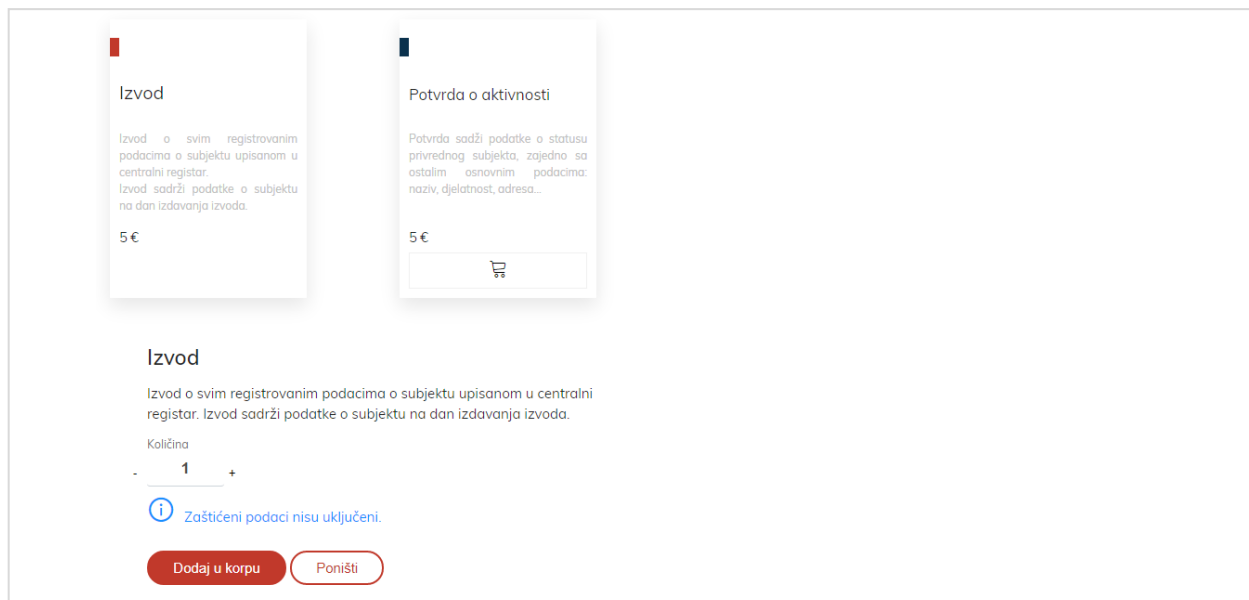 Izvod
Izvod o svim registrovanim
podacima o subjektu upisanom u
centralni registar.
Izvod sadrži podatke o subjektu
na dan izdavanja izvoda.
5 €
Potvrda o aktivnosti
Potvrda sadži podatke o statusu
privrednog subjekta, zajedno sa
ostalim osnovnim podacima:
naziv, djelatnost, adresa...
5 €
Izvod
Izvod o svim registrovanim podacima o subjektu upisanom u centralni
registar. Izvod sadrži podatke o subjektu na dan izdavanja izvoda.
Količina
- 1 +
Zaštićeni podaci nisu uključeni.
Dodaj u korpu Poništi